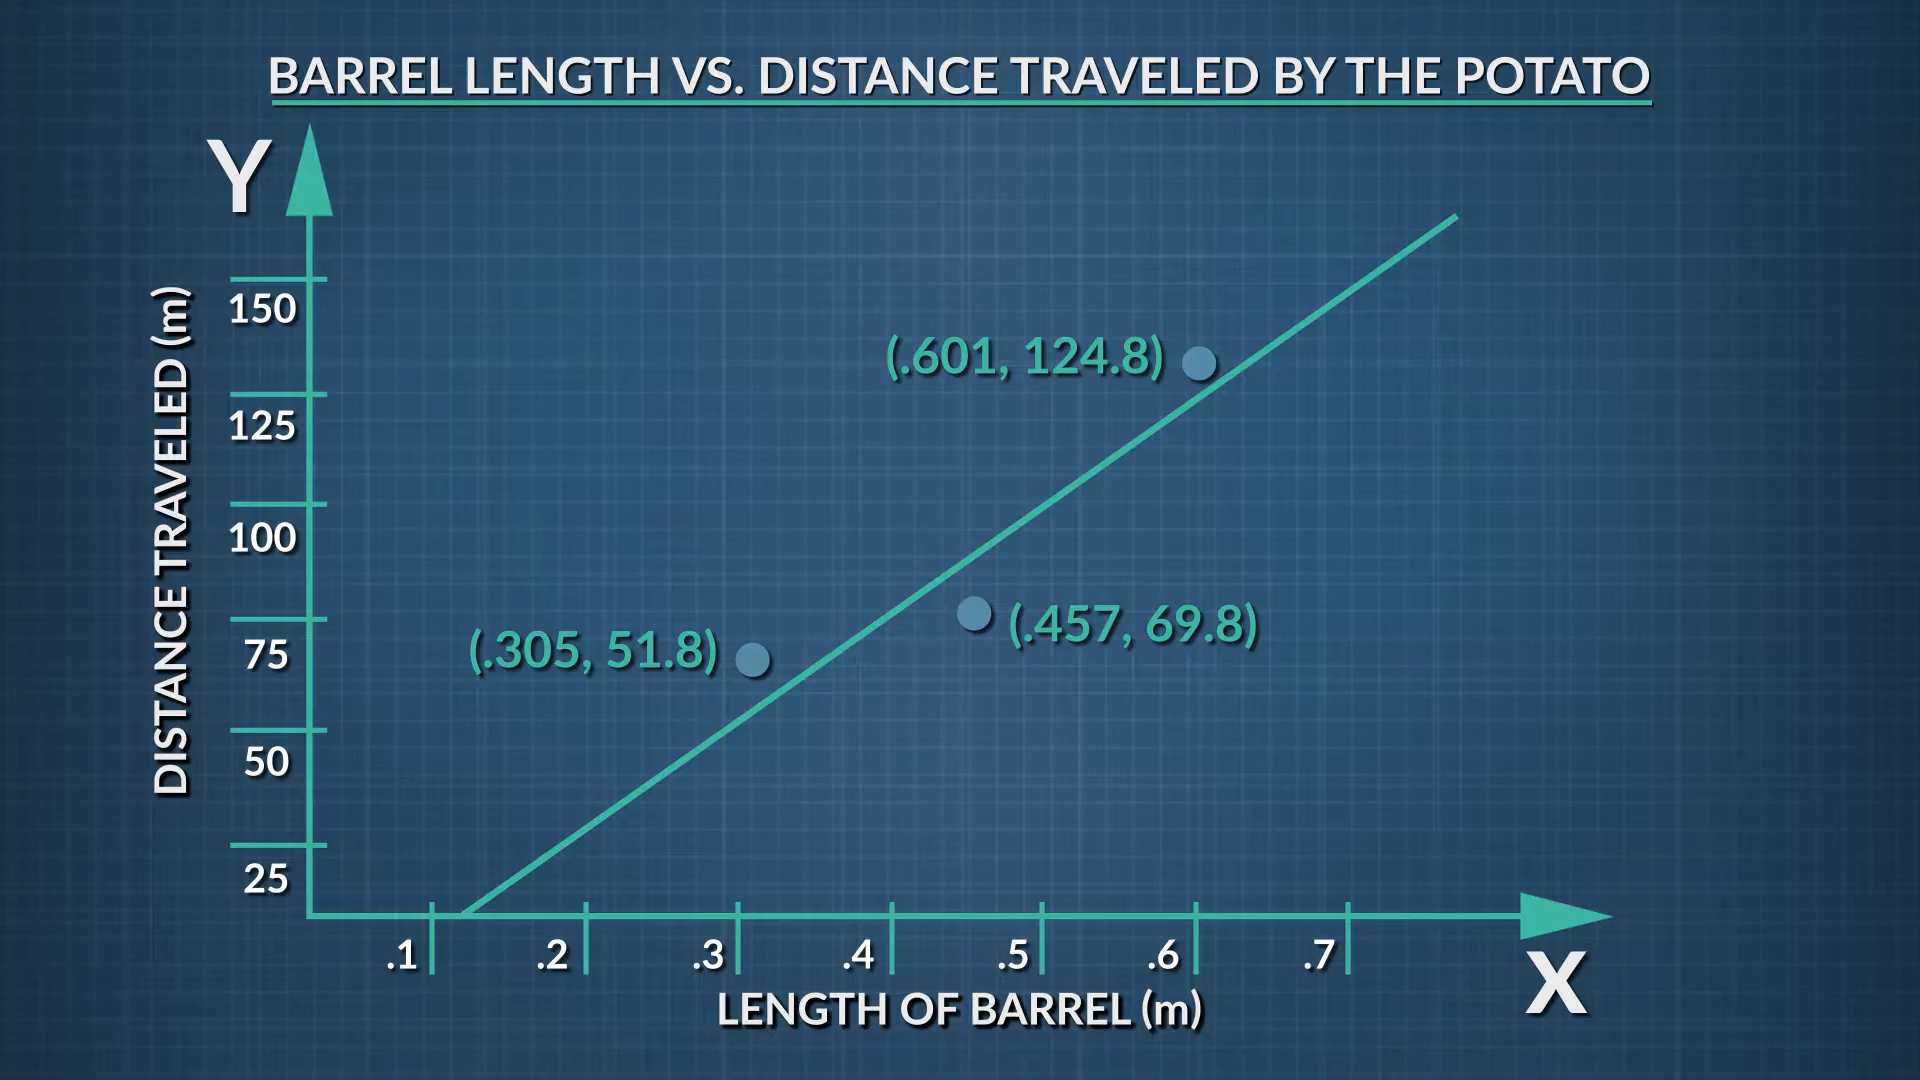 BARREL LENGTH VS. DISTANCE TRAVELED BY THE POTATO
Y
DISTANCE TRAVELED (m)
150
125
100
75
50
25
(.601, 124.8)
(.457, 69.8)
(.305, 51.8)
.1 .2 .3 .4 .5 .6 .7
LENGTH OF BARREL (m)
X